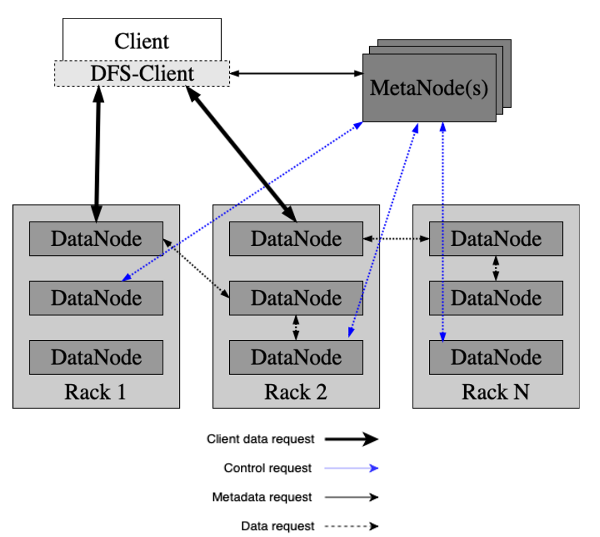 Client
DFS-Client
MetaNode(s)
DataNode
DataNode
DataNode
Rack 1
DataNode
DataNode
DataNode
Rack 2
DataNode
DataNode
DataNode
Rack N
Client data request
Control request
Metadata request
Data request